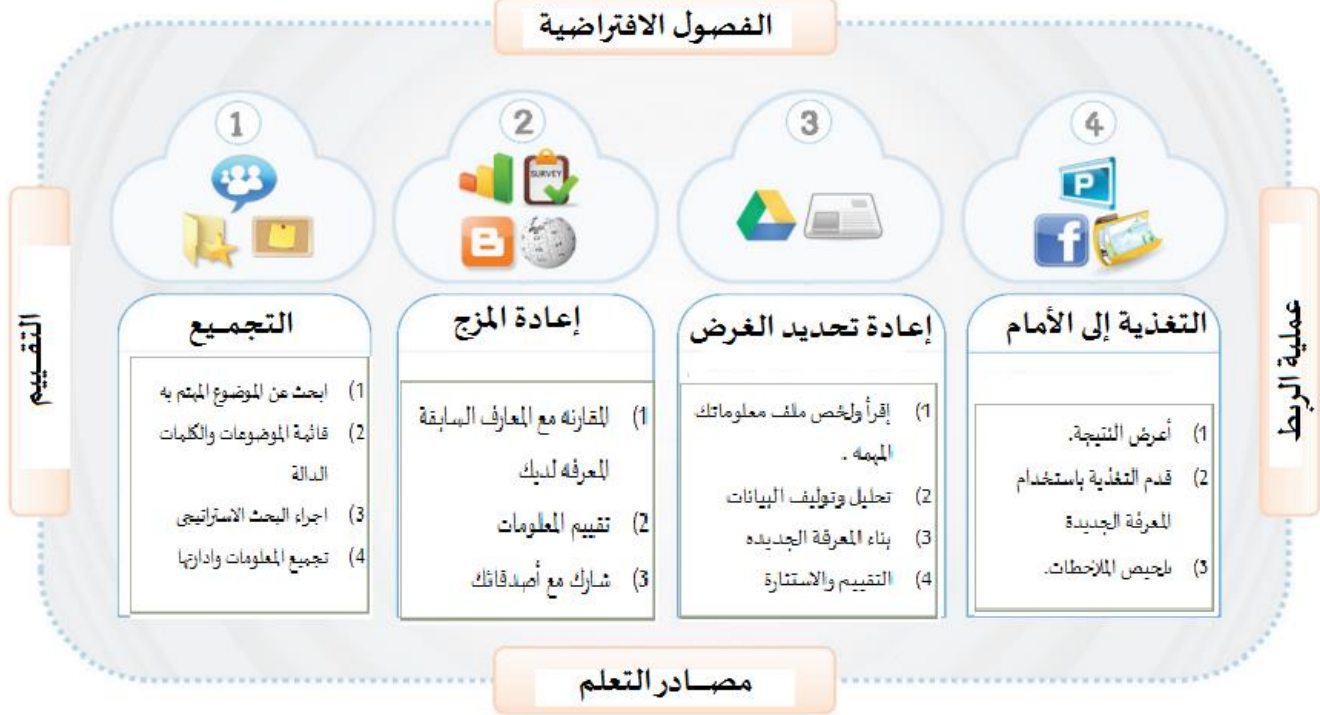 الفصول الافتراضية
1
2
SURVEY
3
4
P
f
التجمـيع
1) ابحث عن الموضوع المهتم به
2) قائمة الموضوعات والكلمات
الدالة
3) اجراء البحث الاستراتيجى
4) تجميع المعلومات وادارتها
إعادة المزج
1) المقارنه مع المعارف السابقة
المعرفه لديك
2) تقييم المعلومات
3) شارك مع أصدقائك
إعادة تحديد الغرض
1) إقرأ ولخص ملف معلوماتك
المهمه .
2) تحليل وتوليف البيانات
3) بناء المعرفة الجديده
4) التقييم والاستثارة
التغذية إلى الأمام
1) أعرض النتيجة.
2) قدم التغذية باستخدام
المعرفة الجديدة
3) تلخيص الملاحظات.
التقـــييم
عملية الربط
مصــادر التعلم